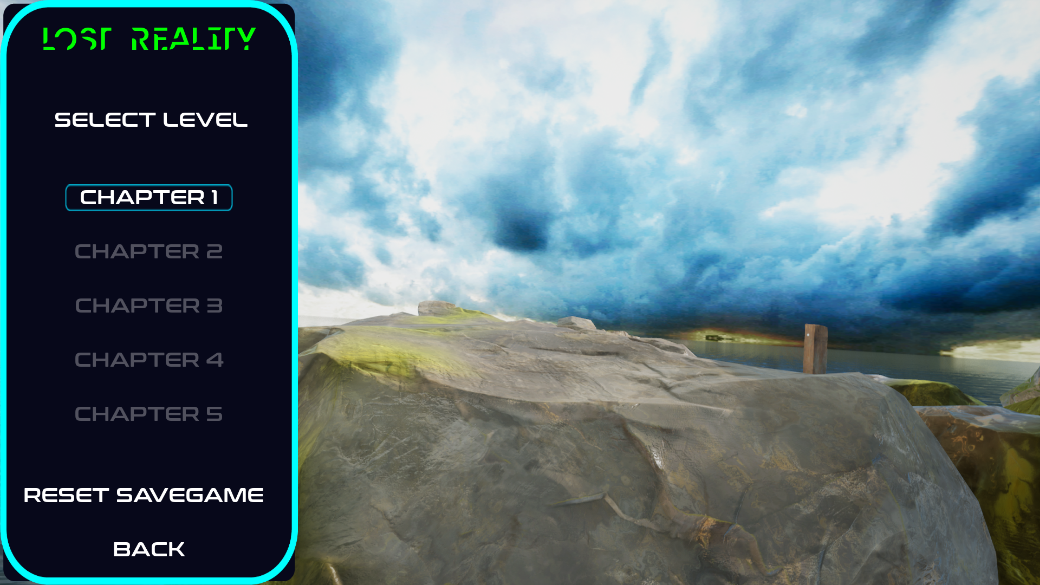 LOST REALITY
SELECT LEVEL
CHAPTER 1
CHAPTER 2
CHAPTER 3
CHAPTER 4
CHAPTER 5
RESET SAVEGAME
BACK